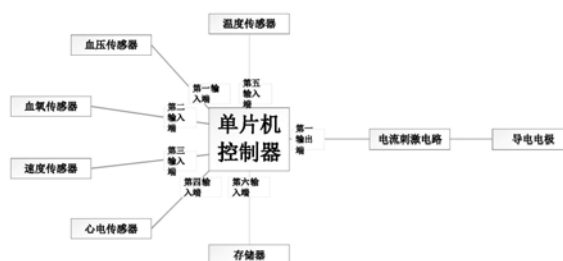 温度传感器
血压传感器
第一输
入端
第五
输入
端
血氧传感器
第二
输入
端
单片机
控制器
第一
输出
端
电流刺激电路
导电电极
速度传感器
第三
输入
端
第四输
入端
第六输
入端
心电传感器
存储器